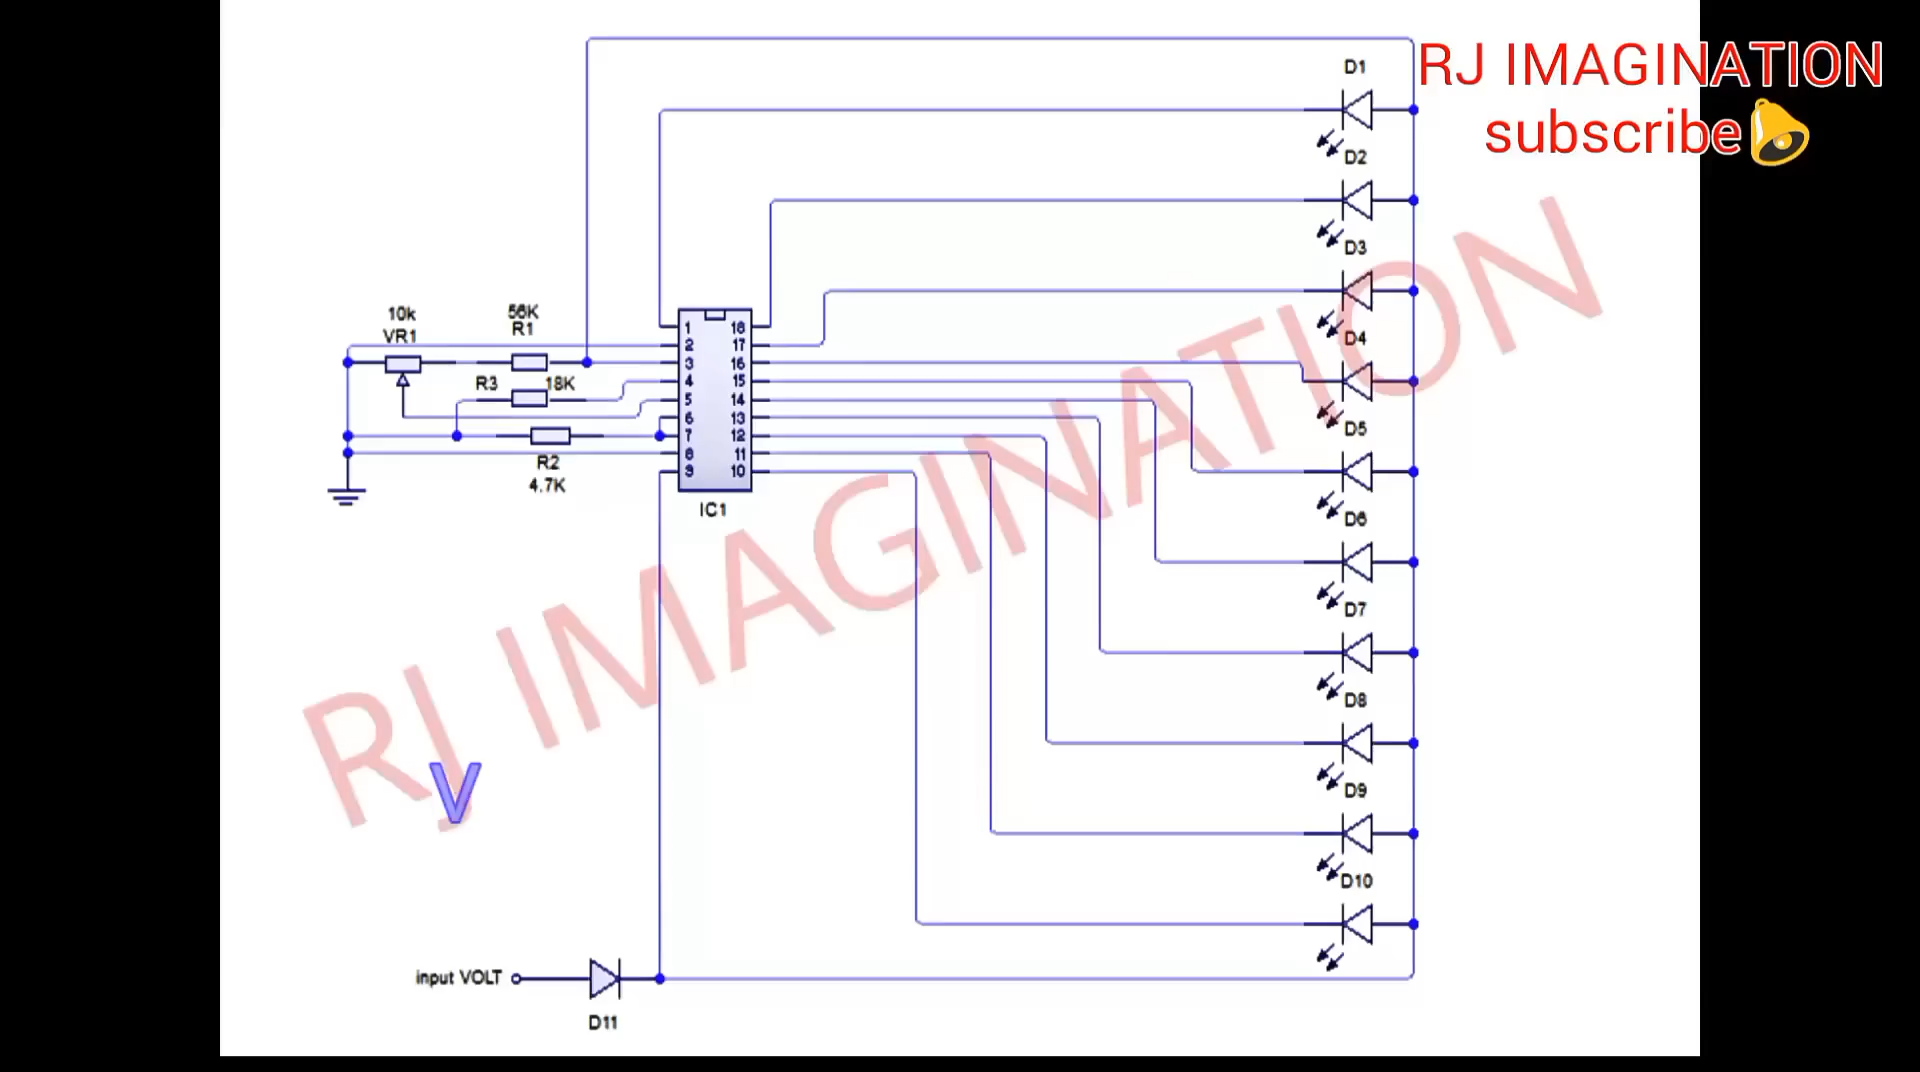 RJ IMAGINATION
subscribe
D1
D2
D3
D4
D5
D6
D7
D8
D9
D10
10k
VR1
56K
R1
R3 18K
R2
4.7K
1 18
2 17
3 16
4 15
5 14
6 13
7 12
8 11
9 10
IC1
RJ IMAGINATION
V
input VOLT
D11